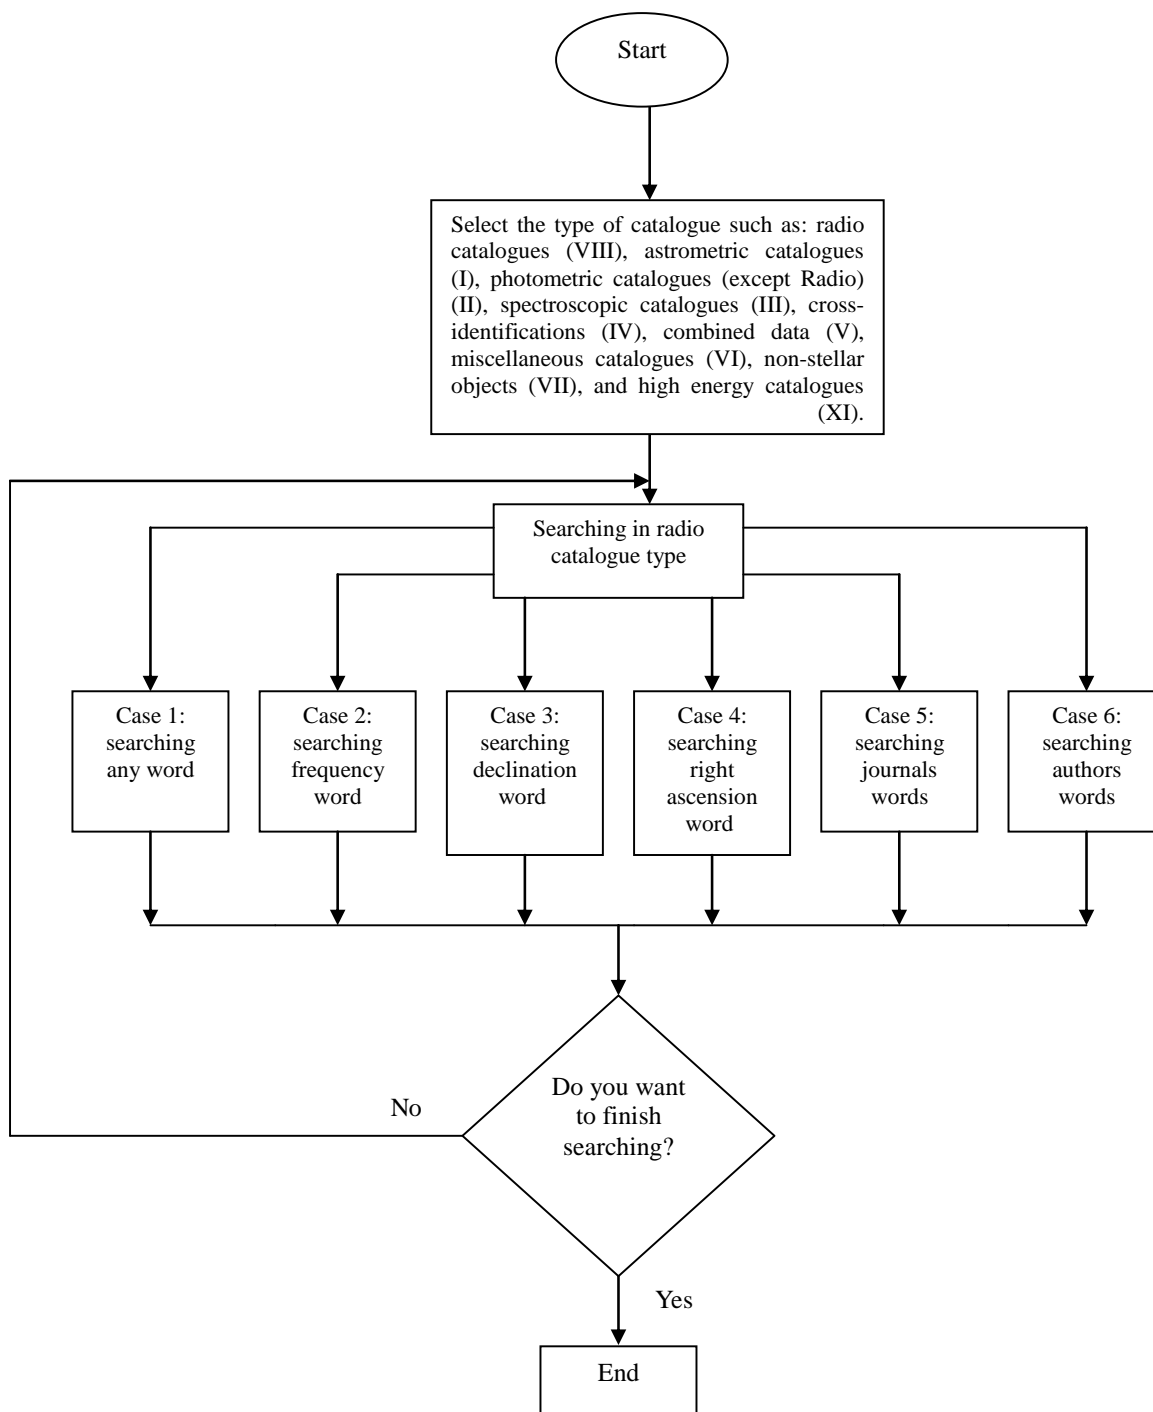 Start
Select the type of catalogue such as: radio
catalogues (VIII), astrometric catalogues
(I), photometric catalogues (except Radio)
(II), spectroscopic catalogues (III), cross-
identifications (IV), combined data (V),
miscellaneous catalogues (VI), non-stellar
objects (VII), and high energy catalogues
(XI).
Searching in radio
catalogue type
Case 1:
searching
any word
Case 2:
searching
frequency
word
Case 3:
searching
declination
word
Case 4:
searching
right
ascension
word
Case 5:
searching
journals
words
Case 6:
searching
authors
words
Do you want
to finish
searching?
No
Yes
End